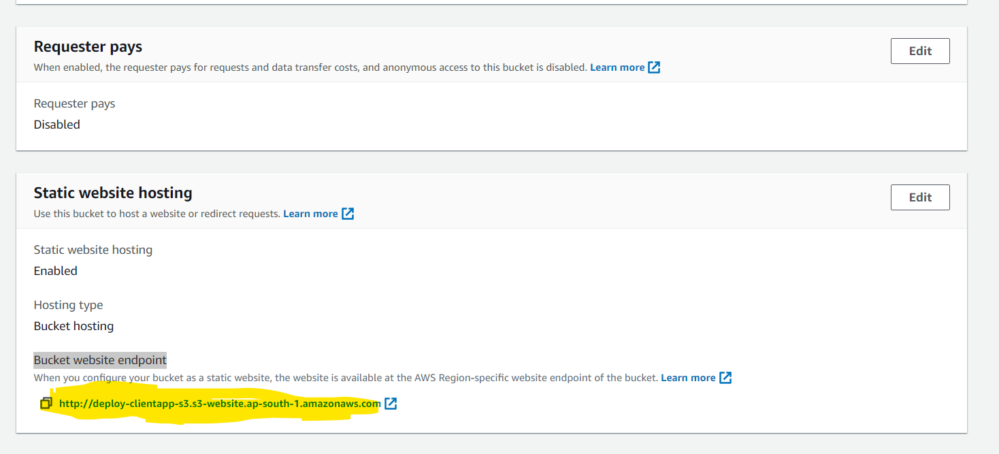 Requester pays
Edit
When enabled, the requester pays for requests and data transfer costs, and anonymous access to this bucket is disabled. Learn more
Requester pays
Disabled
Static website hosting
Edit
Use this bucket to host a website or redirect requests. Learn more
Static website hosting
Enabled
Hosting type
Bucket hosting
Bucket website endpoint
When you configure your bucket as a static website, the website is available at the AWS Region-specific website endpoint of the bucket. Learn more
http://deploy-clientapp-s3.s3-website.ap-south-1.amazonaws.com